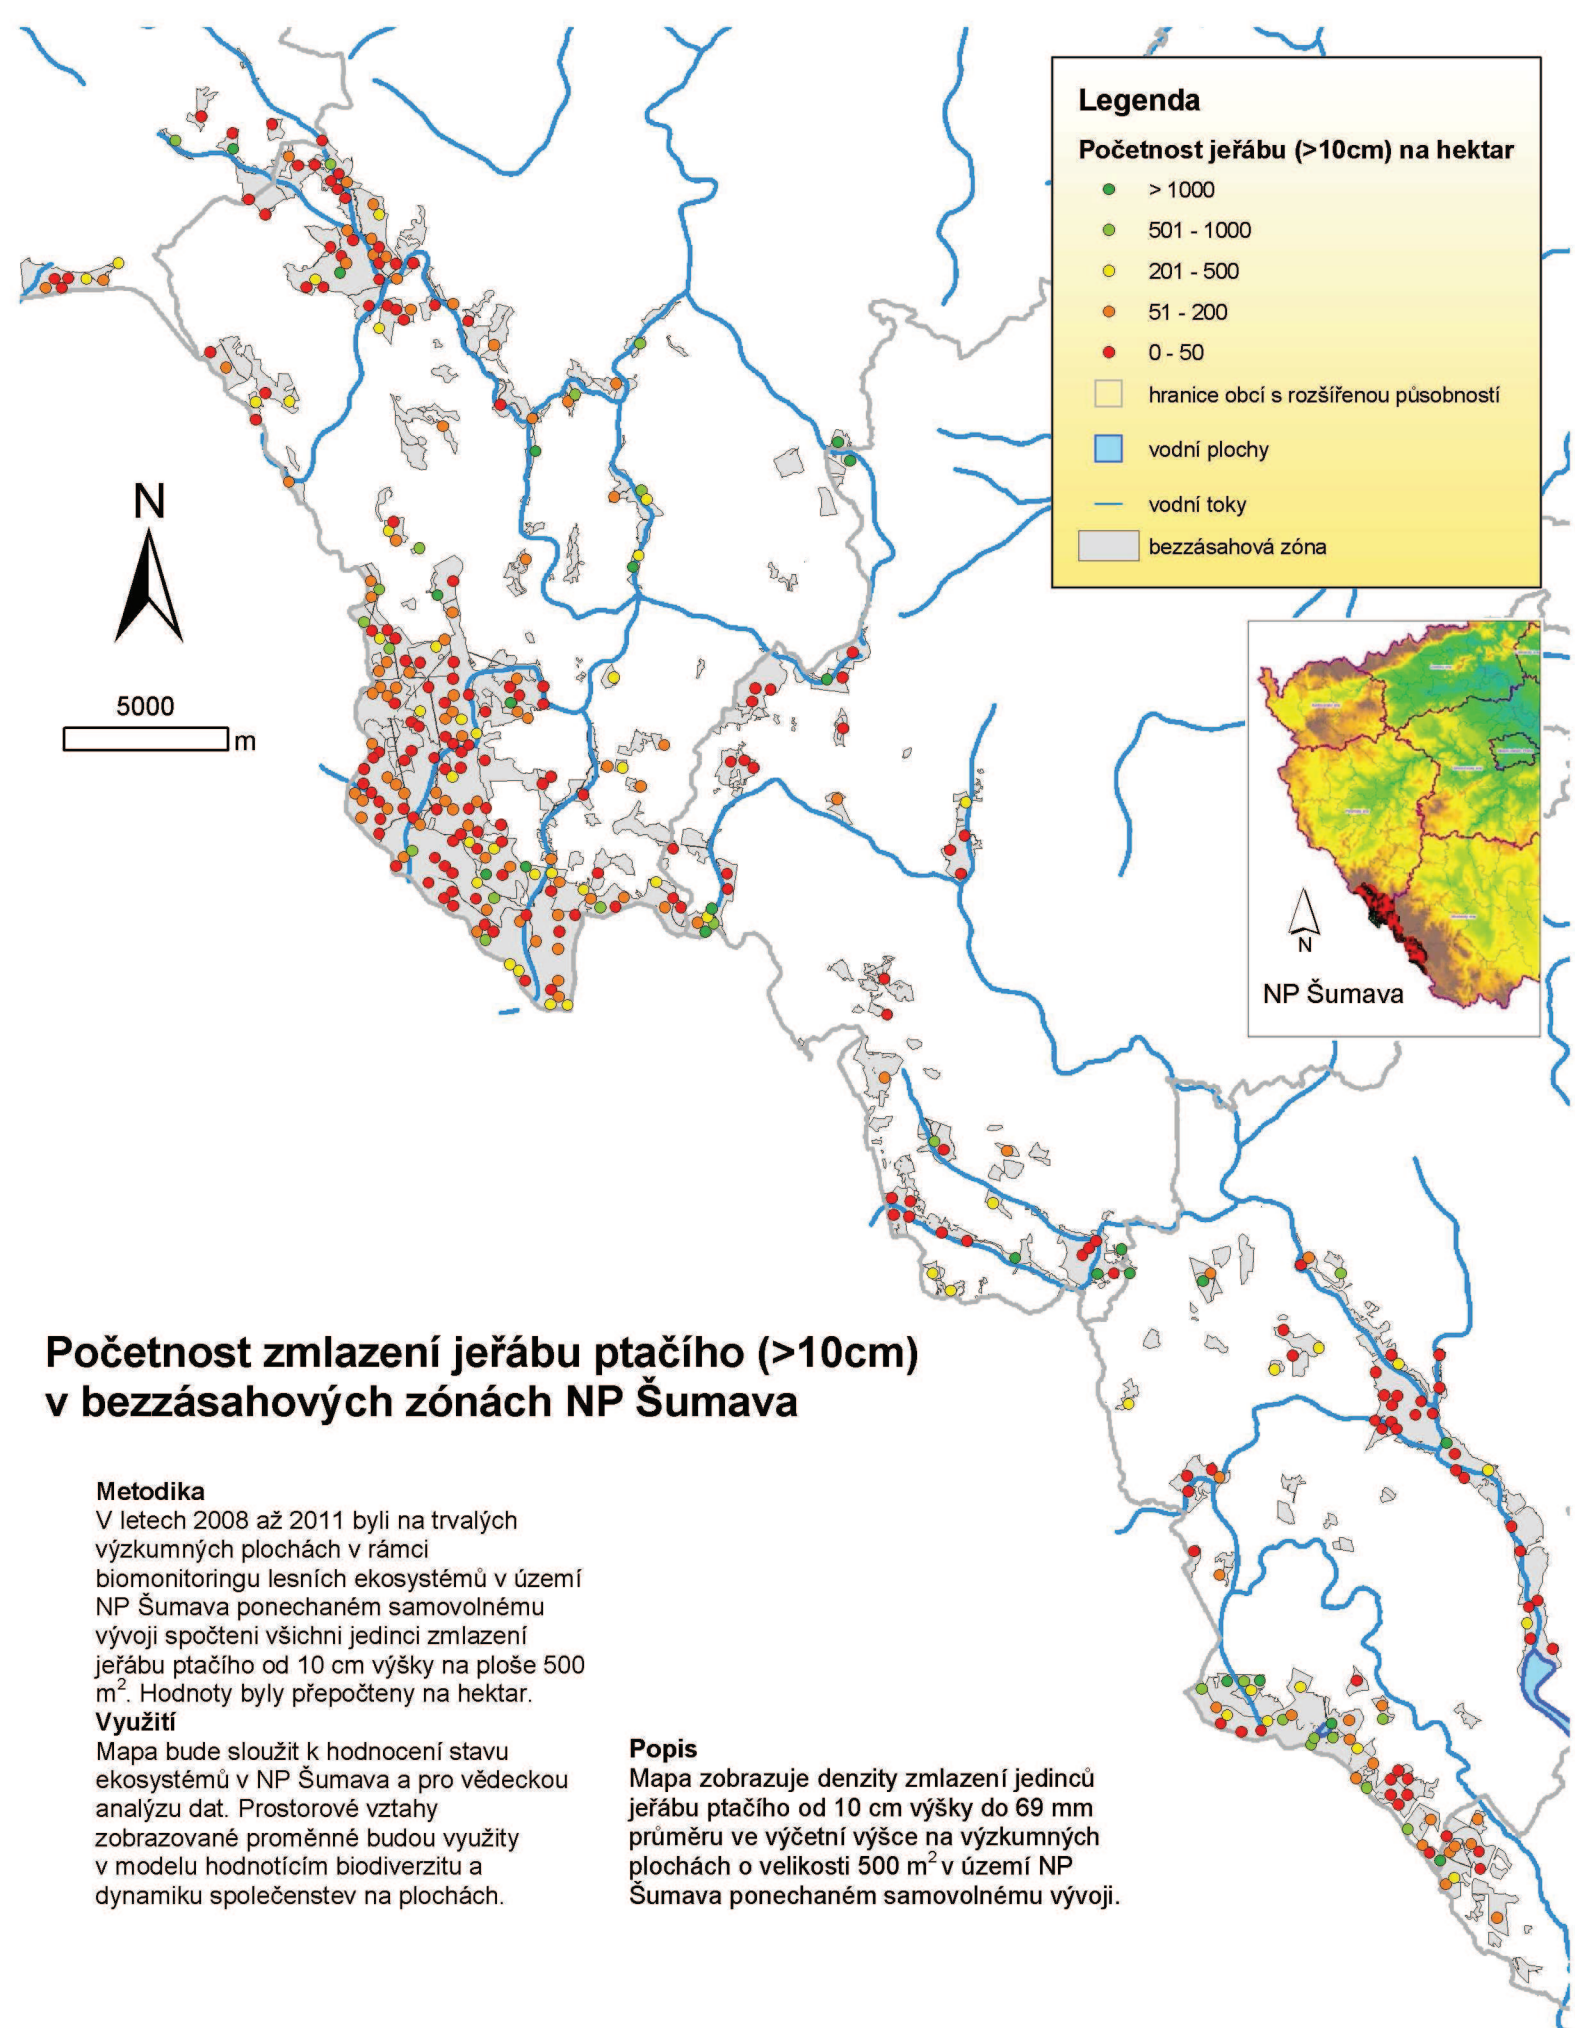 Legenda
Početnost jeřábu (>10cm) na hektar
> 1000
501 - 1000
201 - 500
51 - 200
0 - 50
hranice obcí s rozšířenou působností
vodní plochy
vodní toky
bezzásahová zóna
N
5000
m
N
NP Šumava
Početnost zmlazení jeřábu ptačího (>10cm)
v bezzásahových zónách NP Šumava
Metodika
V letech 2008 až 2011 byli na trvalých
výzkumných plochách v rámci
biomonitoringu lesních ekosystémů v území
NP Šumava ponechaném samovolnému
vývoji spočteni všichni jedinci zmlazení
jeřábu ptačího od 10 cm výšky na ploše 500
m². Hodnoty byly přepočteny na hektar.
Využití
Mapa bude sloužit k hodnocení stavu
ekosystémů v NP Šumava a pro vědeckou
analýzu dat. Prostorové vztahy
zobrazované proměnné budou využity
v modelu hodnotícím biodiverzitu a
dynamiku společenstev na plochách.
Popis
Mapa zobrazuje denzity zmlazení jedinců
jeřábu ptačího od 10 cm výšky do 69 mm
průměru ve výčetní výšce na výzkumných
plochách o velikosti 500 m² v území NP
Šumava ponechaném samovolnému vývoji.